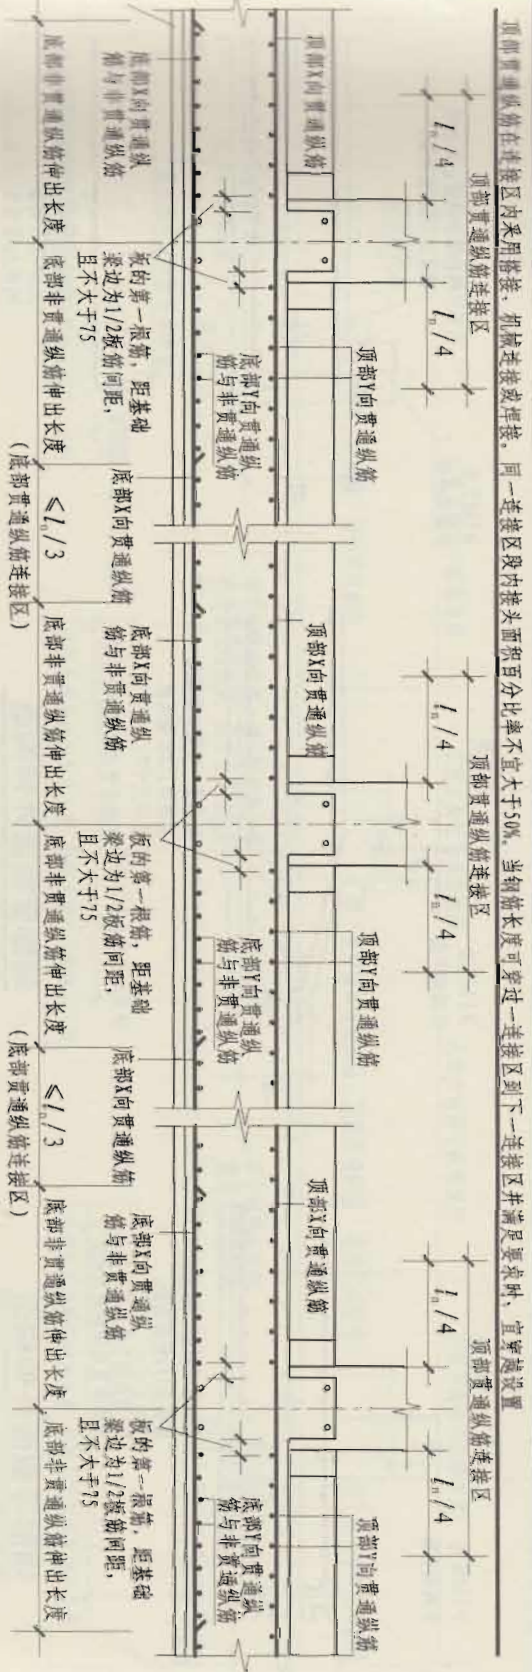 顶部贯通纵筋在连接区内采用搭接、机械连接或焊接。同一连接区段内接头面积百分比率不宜大于50%。当钢筋长度可穿过一连接区到下一连接区并满足要求时，宜穿越设置
顶部贯通纵筋连接区
顶部贯通纵筋连接区
顶部贯通纵筋连接区
ln/4
ln/4
ln/4
ln/4
ln/4
ln/4
顶部X向贯通纵筋
顶部Y向贯通纵筋
顶部X向贯通纵筋
顶部Y向贯通纵筋
顶部X向贯通纵筋
顶部Y向贯通纵筋
底部Y向贯通纵
筋与非贯通纵筋
底部Y向贯通纵
筋与非贯通纵筋
底部Y向贯通纵
筋与非贯通纵筋
底部X向贯通纵
筋与非贯通纵筋
板的第一根筋，距基础
梁边为1/2板筋间距，
且不大于75
底部X向贯通纵筋
底部X向贯通纵
筋与非贯通纵筋
板的第一根筋，距基础
梁边为1/2板筋间距，
且不大于75
底部X向贯通纵筋
底部X向贯通纵
筋与非贯通纵筋
板的第一根筋，距基础
梁边为1/2板筋间距，
且不大于75
底部非贯通纵筋伸出长度
底部非贯通纵筋伸出长度
≤ln/3
底部非贯通纵筋伸出长度
底部非贯通纵筋伸出长度
≤ln/3
底部非贯通纵筋伸出长度
底部非贯通纵筋伸出长度
(底部贯通纵筋连接区)
(底部贯通纵筋连接区)